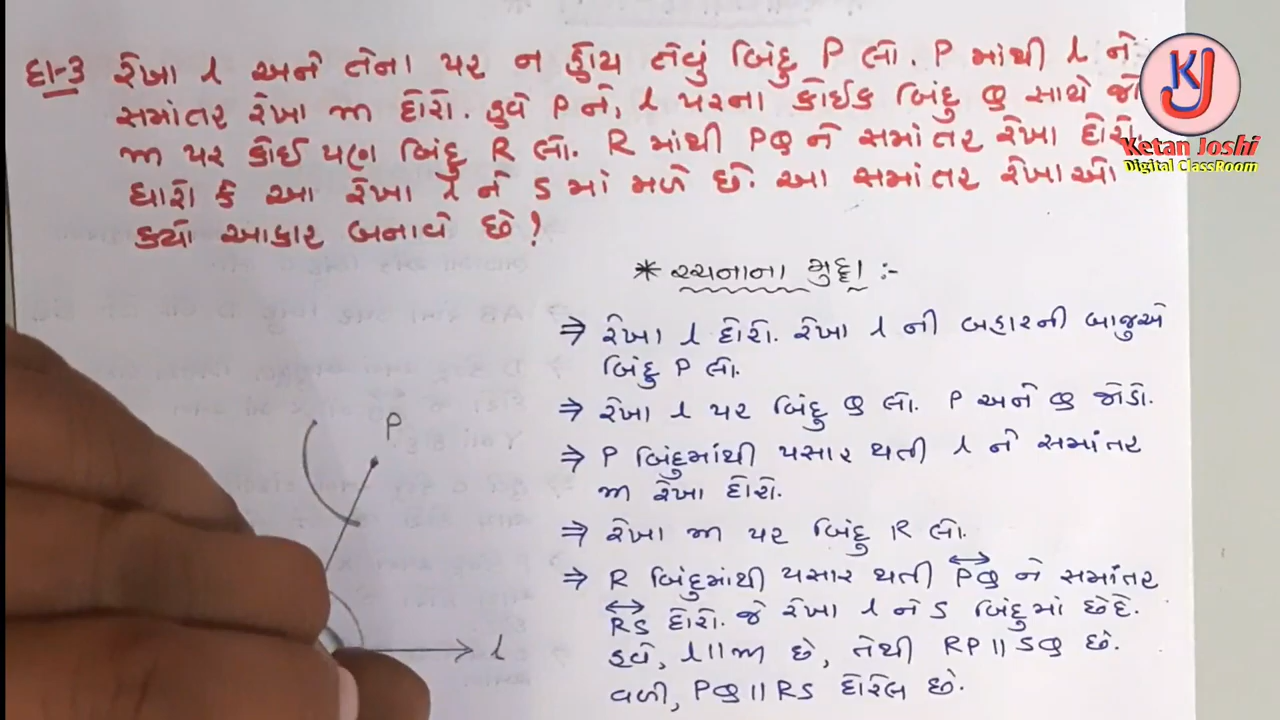 દા-૩ રેખા l અને તેના પર ન હોય તેવું બિંદુ P લો. P માંથી l ને
સમાંતર રેખા m દોરો. હવે P ને, l પરના કોઈક બિંદુ Q સાથે જો
m પર કોઈ પણ બિંદુ R લો. R માંથી PQ ને સમાંતર રેખા દોરો.
ધારો કે આ રેખા l ને S માં મળે છે. આ સમાંતર રેખાઓ
ક્યો આકાર બનાવે છે?
KJ
Ketan Joshi
Digital ClassRoom
* રચનાના મુદ્દા :-
⇒ રેખા l દોરો. રેખા l ની બહારની બાજુએ
બિંદુ P લો.
⇒ રેખા l પર બિંદુ Q લો. P અને Q જોડો.
⇒ P બિંદુમાંથી પસાર થતી l ને સમાંતર
m રેખા દોરો.
⇒ રેખા m પર બિંદુ R લો.
⇒ R બિંદુમાંથી પસાર થતી PQ ને સમાંતર
RS દોરો. જે રેખા l ને S બિંદુમાં છેદે.
હવે, l || m છે, તેથી RP || SQ છે.
વળી, PQ || RS દોરેલ છે.
P
l